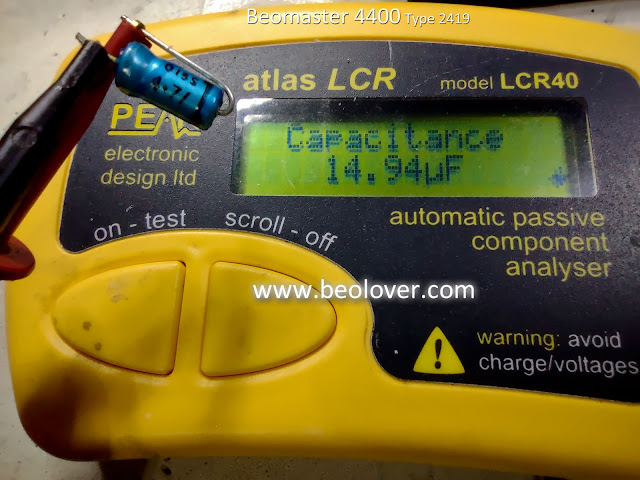 Beomaster 4400 Type 2419
atlas LCR
model LCR40
PEAK
electronic
design ltd
Capacitance
14.94µF
on - test
scroll - off
automatic passive
component
analyser
www.beolover.com
warning: avoid
charge/voltages